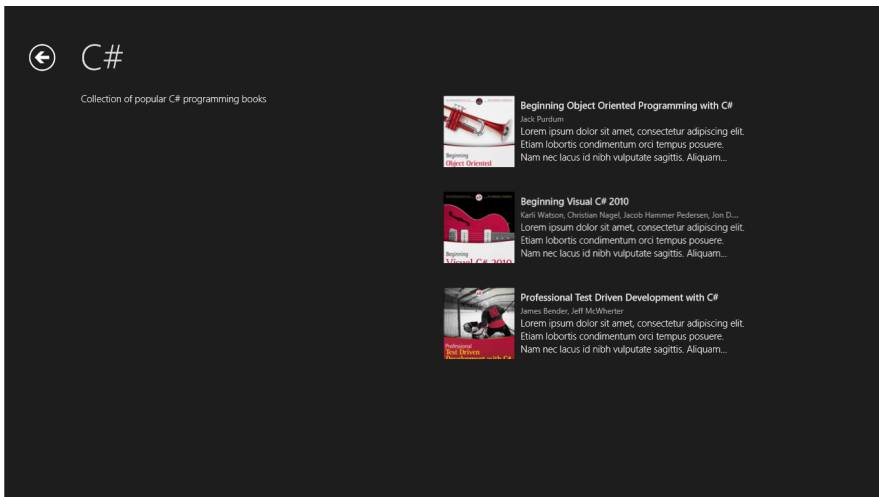 C#
Collection of popular C# programming books
Beginning Object Oriented Programming with C#
Jack Purdum
Lorem ipsum dolor sit amet, consectetur adipiscing elit.
Etiam lobortis condimentum orci tempus posuere.
Nam nec lacus id nibh vulputate sagittis. Aliquam...
Beginning
Object Oriented
Beginning Visual C# 2010
Karli Watson, Christian Nagel, Jacob Hammer Pedersen, Jon D....
Lorem ipsum dolor sit amet, consectetur adipiscing elit.
Etiam lobortis condimentum orci tempus posuere.
Nam nec lacus id nibh vulputate sagittis. Aliquam...
Beginning
Visual C# 2010
Professional Test Driven Development with C#
James Bender, Jeff McWherter
Lorem ipsum dolor sit amet, consectetur adipiscing elit.
Etiam lobortis condimentum orci tempus posuere.
Nam nec lacus id nibh vulputate sagittis. Aliquam...
Professional
Test Driven
Development with C#